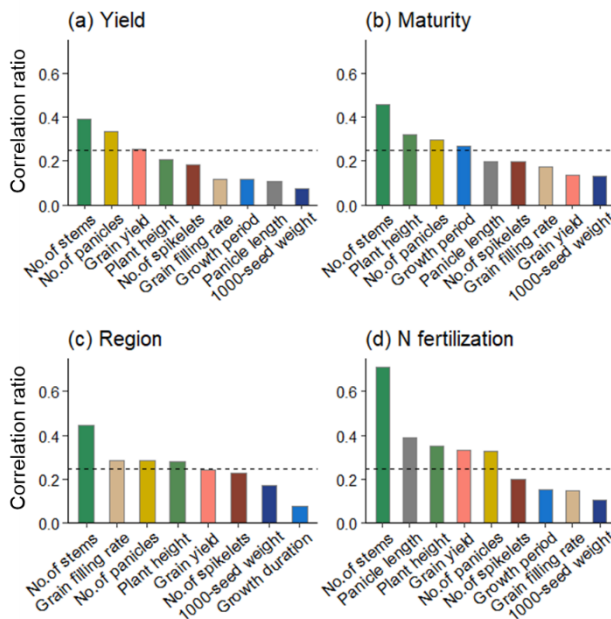 (a) Yield
Correlation ratio
0.6
0.4
0.2
0.0
No.of stems
No.of panicles
Grain yield
Plant height
No.of spikelets
Grain filling rate
Growth period
Panicle length
1000-seed weight
(b) Maturity
0.6
0.4
0.2
0.0
No.of stems
Plant height
No.of panicles
Growth period
Panicle length
No.of spikelets
Grain filling rate
Grain yield
1000-seed weight
(c) Region
Correlation ratio
0.6
0.4
0.2
0.0
No.of stems
Grain filling rate
No.of panicles
Plant height
Grain yield
No.of spikelets
1000-seed weight
Growth duration
(d) N fertilization
0.6
0.4
0.2
0.0
No.of stems
Panicle length
Plant height
Grain yield
No.of panicles
No.of spikelets
Growth period
Grain filling rate
1000-seed weight